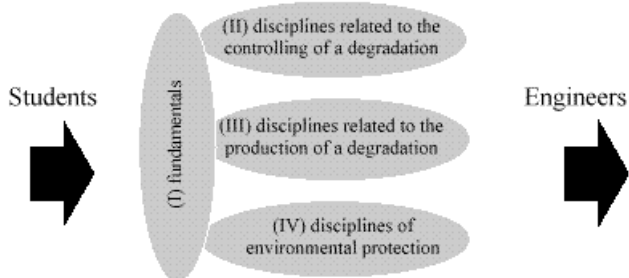 Students
(I) fundamentals
(II) disciplines related to the
controlling of a degradation
(III) disciplines related to the
production of a degradation
(IV) disciplines of
environmental protection
Engineers